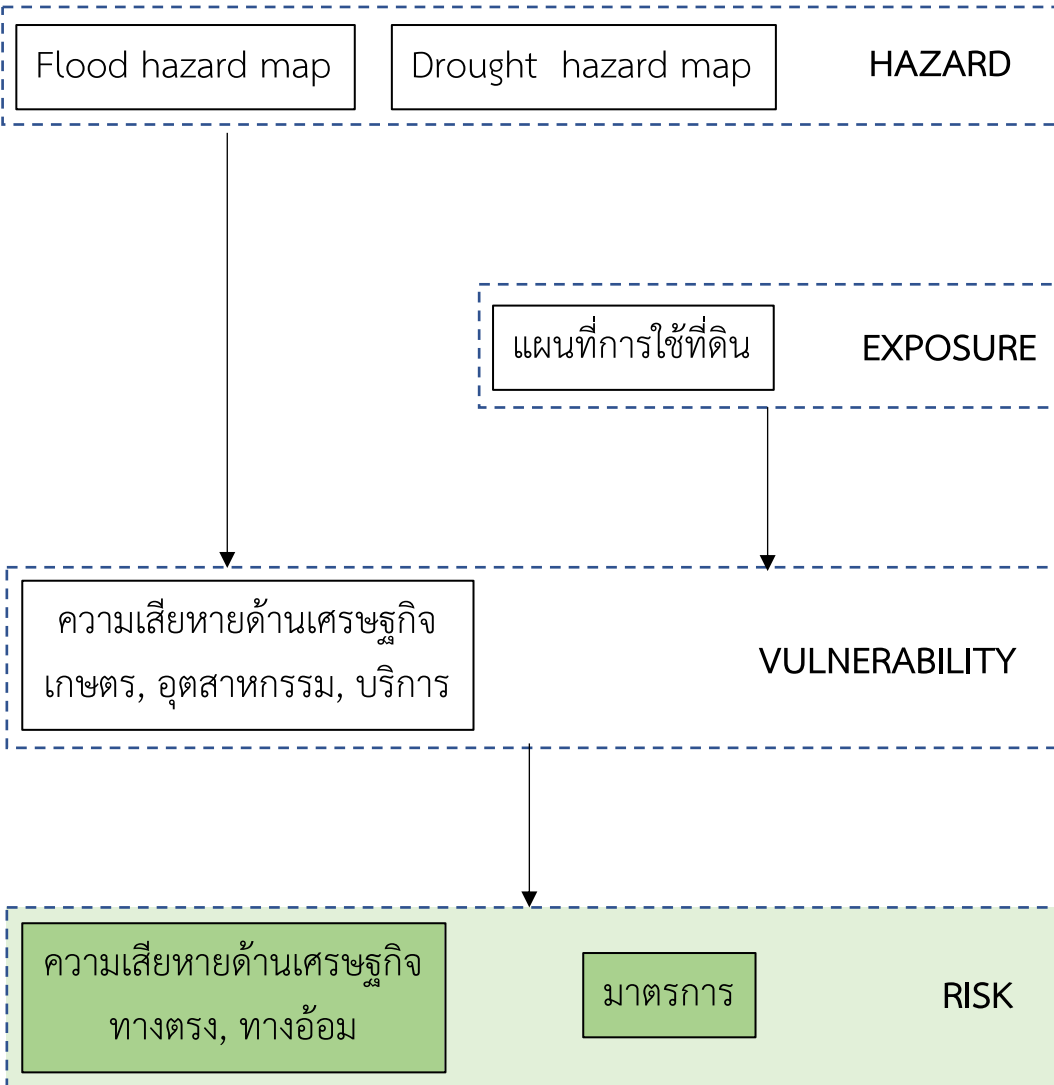 Flood hazard map
Drought hazard map
HAZARD
แผนที่การใช้ที่ดิน
EXPOSURE
ความเสียหายด้านเศรษฐกิจ
เกษตร, อุตสาหกรรม, บริการ
VULNERABILITY
ความเสียหายด้านเศรษฐกิจ
ทางตรง, ทางอ้อม
มาตรการ
RISK